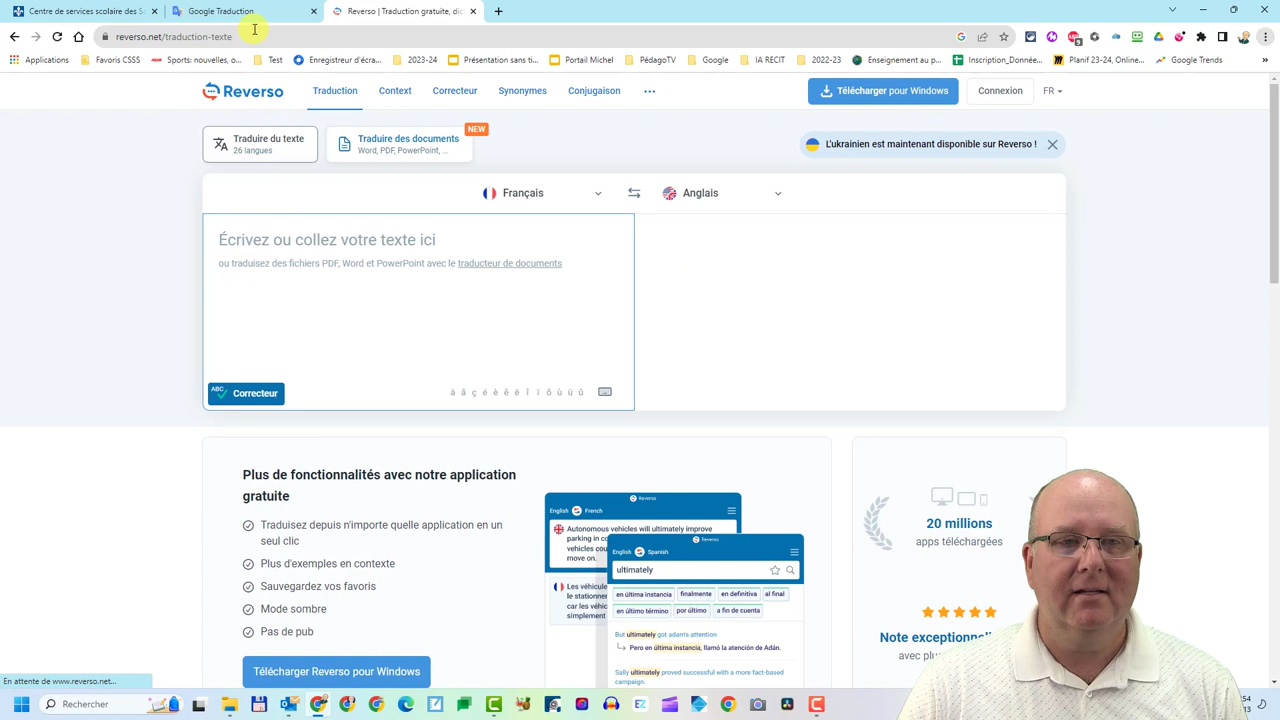 Centre de services des S
Google Traduction
Reverso | Traduction gratuite, dic
reverso.net/traduction-texte
Applications
Favoris CSSS
Sports: nouvelles, o...
Test
Enregistreur d'écra...
2023-24
Présentation sans ti...
Portail Michel
PédagoTV
Google
IA RECIT
2022-23
Enseignement au p...
Inscription_Donnée...
Planif 23-24, Online...
Google Trends
Reverso
Traduction
Context
Correcteur
Synonymes
Conjugaison
Télécharger pour Windows
Connexion
FR
Traduire du texte
26 langues
Traduire des documents
Word, PDF, PowerPoint, ...
NEW
L'ukrainien est maintenant disponible sur Reverso !
Français
Anglais
Écrivez ou collez votre texte ici
ou traduisez des fichiers PDF, Word et PowerPoint avec le traducteur de documents
ABC
Correcteur
à â ç é è ê ë î ï ô ù ü û
Plus de fonctionnalités avec notre application
gratuite
Traduisez depuis n'importe quelle application en un
seul clic
Plus d'exemples en contexte
Sauvegardez vos favoris
Mode sombre
Pas de pub
Télécharger Reverso pour Windows
Reverso
English French
Autonomous vehicles will ultimately improve
parking in
vehicles
move on.
Les véhicule
le stationne
car les véhic
simplement
Reverso
English Spanish
ultimately
en última instancia
finalmente
en definitiva
al final
en último término
por último
a fin de cuenta
But ultimately got adam's attention
Pero en última instancia, llamó la atención de Adán.
Sally ultimately proved successful with a more fact-based
campaign.
20 millions
apps téléchargées
Note exceptionn
avec plu
En attente de www.reverso.net...
Rechercher